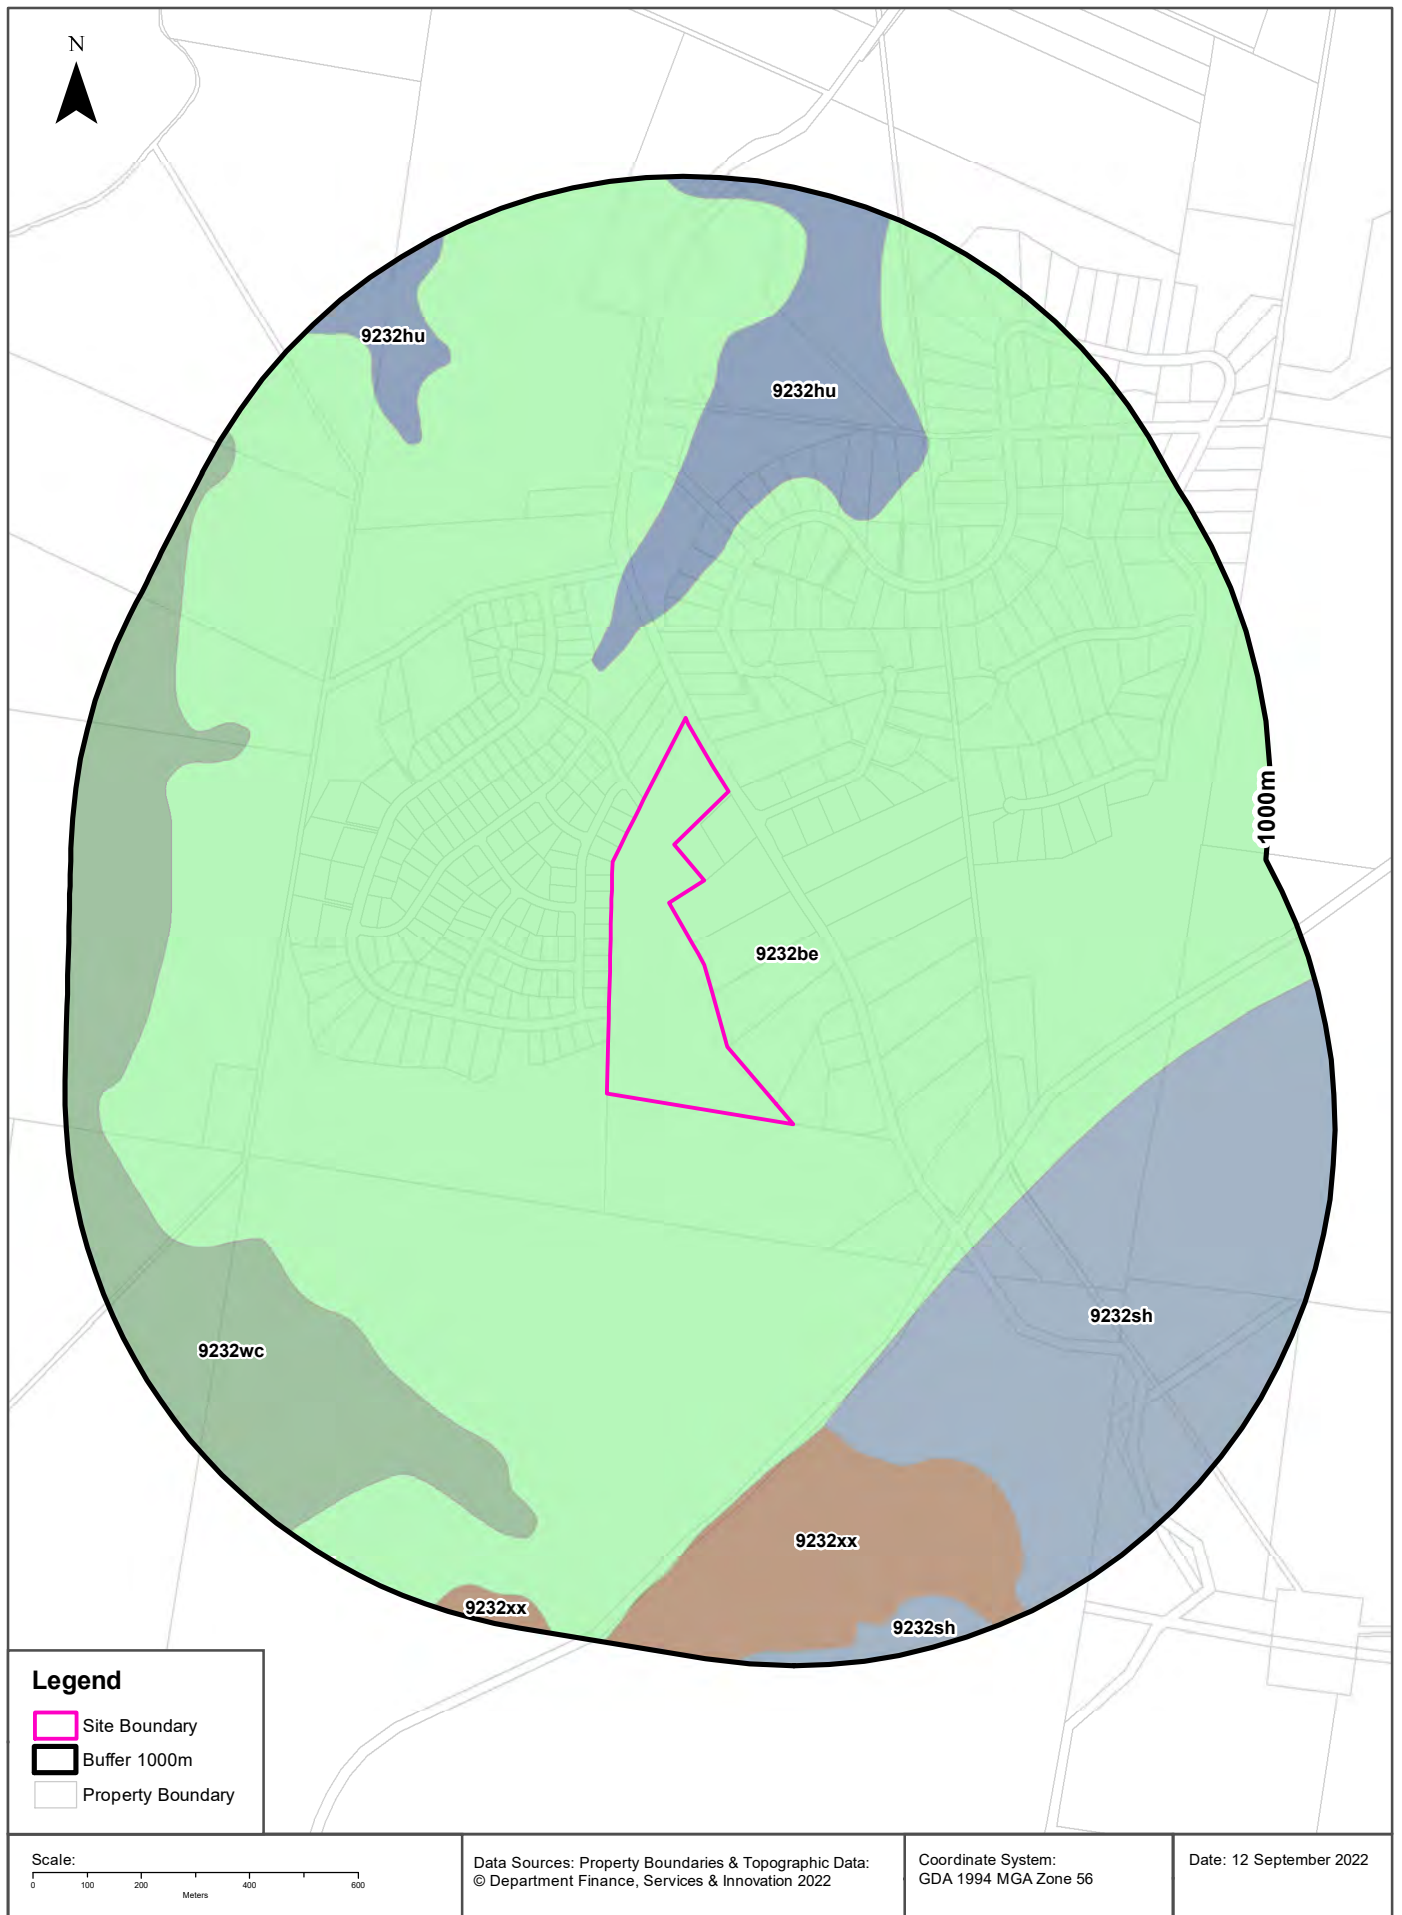 N
9232hu
9232hu
1000m
9232be
9232sh
9232wc
9232xx
9232xx
9232sh
Legend
Site Boundary
Buffer 1000m
Property Boundary
Scale:
0 100 200 400 600
Meters
Data Sources: Property Boundaries & Topographic Data:
© Department Finance, Services & Innovation 2022
Coordinate System:
GDA 1994 MGA Zone 56
Date: 12 September 2022